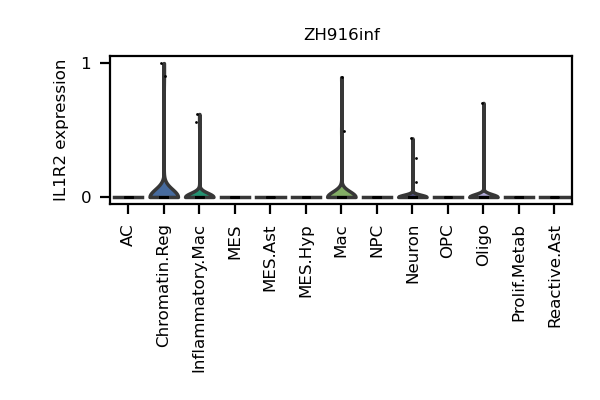 ZH916inf
IL1R2 expression
1
0
AC
Chromatin.Reg
Inflammatory.Mac
MES
MES.Ast
MES.Hyp
Mac
NPC
Neuron
OPC
Oligo
Prolif.Metab
Reactive.Ast